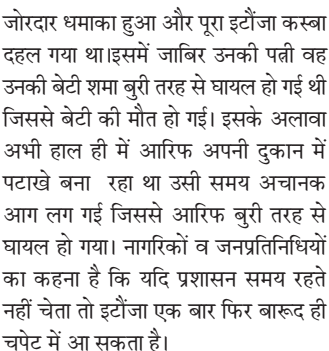 जोरदार धमाका हुआ और पूरा इटौंजा कस्बा
दहल गया था।इसमें जाबिर उनकी पत्नी वह
उनकी बेटी शमा बुरी तरह से घायल हो गई थी
जिससे बेटी की मौत हो गई। इसके अलावा
अभी हाल ही में आरिफ अपनी दुकान में
पटाखे बना रहा था उसी समय अचानक
आग लग गई जिससे आरिफ बुरी तरह से
घायल हो गया। नागरिकों व जनप्रतिनिधियों
का कहना है कि यदि प्रशासन समय रहते
नहीं चेता तो इटौंजा एक बार फिर बारूद ही
चपेट में आ सकता है।